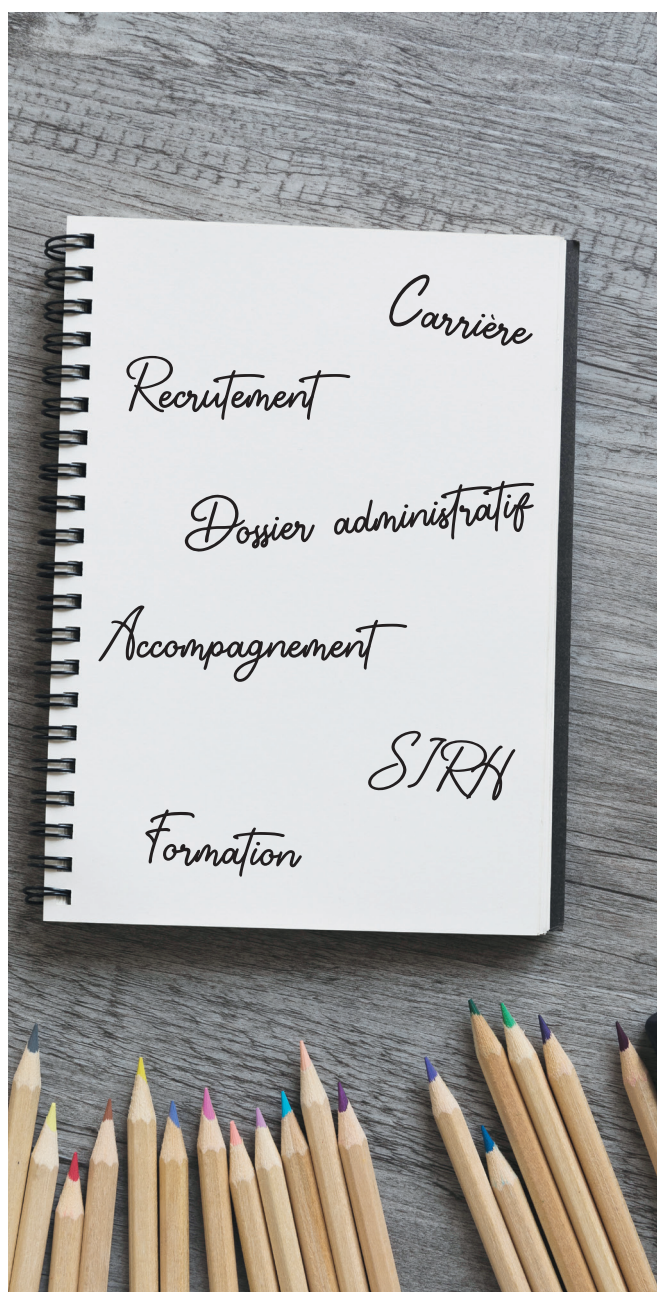 Carrière
Recrutement
Dossier administratif
Accompagnement
SIRH
Formation